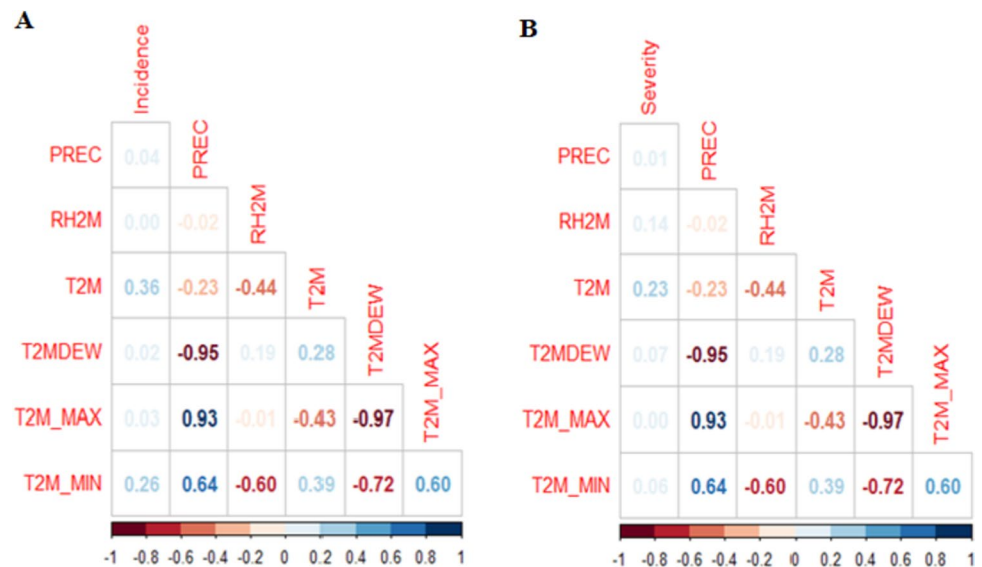 A
Incidence
PREC 0.04 PREC
RH2M 0.00 -0.02 RH2M
T2M 0.36 -0.23 -0.44 T2M
T2MDEW 0.02 -0.95 0.19 0.28 T2MDEW
T2M_MAX 0.03 0.93 -0.01 -0.43 -0.97 T2M_MAX
T2M_MIN 0.26 0.64 -0.60 0.39 -0.72 0.60
-1 -0.8 -0.6 -0.4 -0.2 0 0.2 0.4 0.6 0.8 1
B
Severity
PREC 0.01 PREC
RH2M 0.14 -0.02 RH2M
T2M 0.23 -0.23 -0.44 T2M
T2MDEW 0.07 -0.95 0.19 0.28 T2MDEW
T2M_MAX 0.00 0.93 -0.01 -0.43 -0.97 T2M_MAX
T2M_MIN 0.06 0.64 -0.60 0.39 -0.72 0.60
-1 -0.8 -0.6 -0.4 -0.2 0 0.2 0.4 0.6 0.8 1